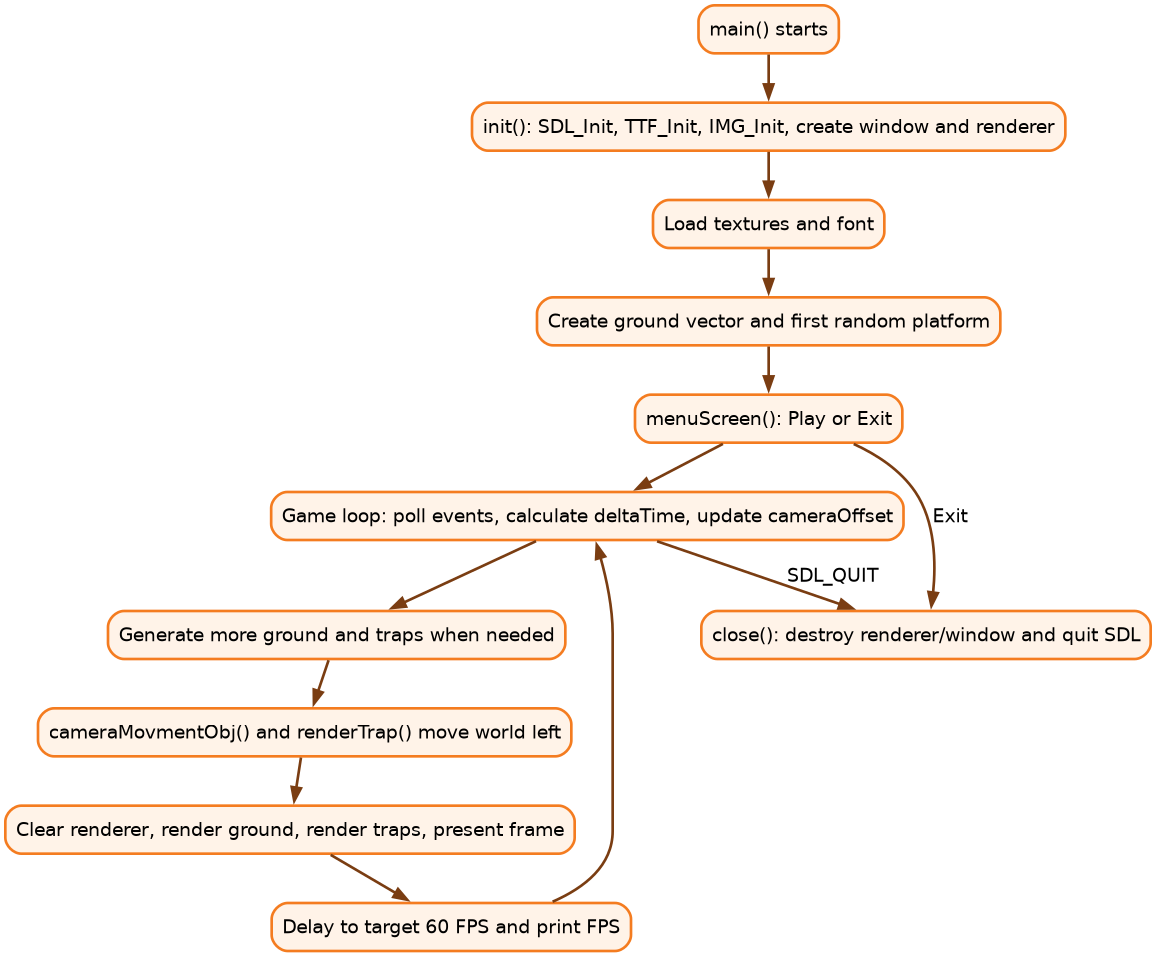 main() starts
init(): SDL_Init, TTF_Init, IMG_Init, create window and renderer
Load textures and font
Create ground vector and first random platform
menuScreen(): Play or Exit
Game loop: poll events, calculate deltaTime, update cameraOffset
Exit
SDL_QUIT
Generate more ground and traps when needed
close(): destroy renderer/window and quit SDL
cameraMovmentObj() and renderTrap() move world left
Clear renderer, render ground, render traps, present frame
Delay to target 60 FPS and print FPS